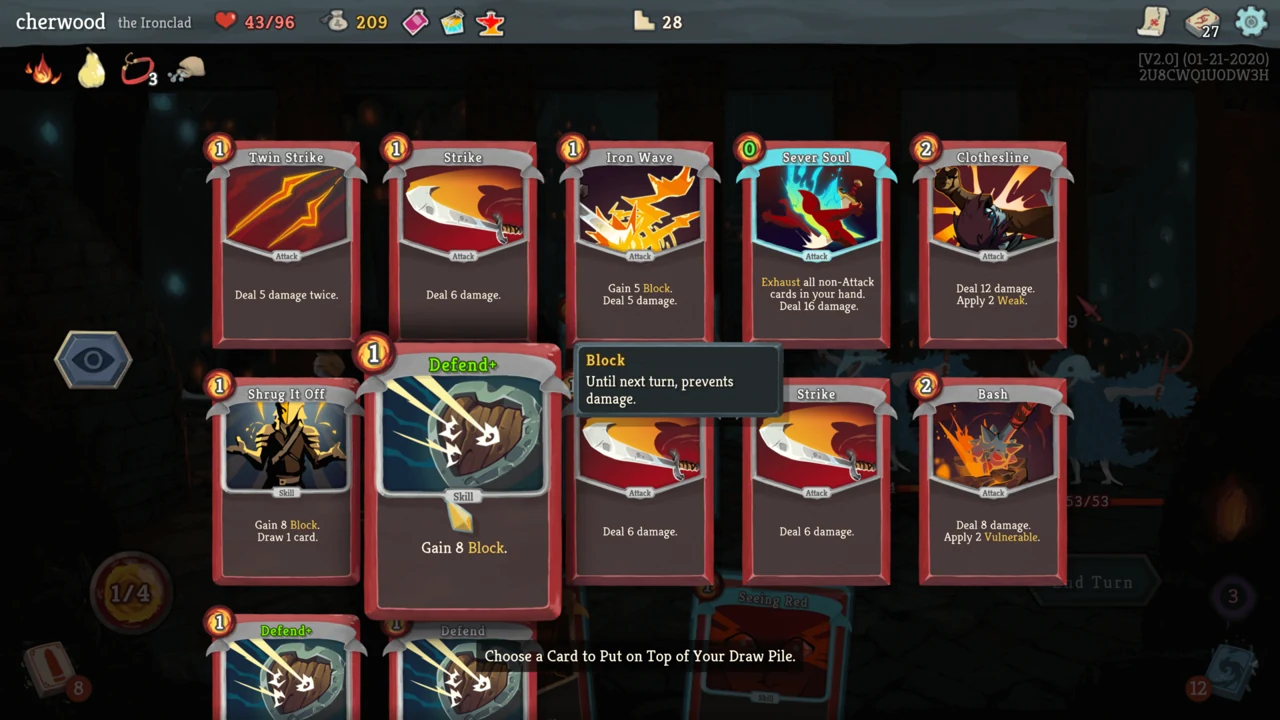 cherwood the Ironclad 43/96 209 28 27
3
[V2.0] (01-21-2020)
2U8CWQ1U0DW3H
1 Twin Strike
Attack
Deal 5 damage twice.
1 Strike
Attack
Deal 6 damage.
1 Iron Wave
Attack
Gain 5 Block.
Deal 5 damage.
0 Sever Soul
Attack
Exhaust all non-Attack
cards in your hand.
Deal 16 damage.
2 Clothesline
Attack
Deal 12 damage.
Apply 2 Weak.
9
1 Shrug It Off
Skill
Gain 8 Block.
Draw 1 card.
1 Defend+
Skill
Gain 8 Block.
Block
Until next turn, prevents
damage.
Attack
Deal 6 damage.
Strike
Attack
Deal 6 damage.
2 Bash
Attack
Deal 8 damage.
Apply 2 Vulnerable.
53/53
1/4
End Turn
3
1 Defend+
1 Defend
1 Seeing Red
Skill
Choose a Card to Put on Top of Your Draw Pile.
8
12